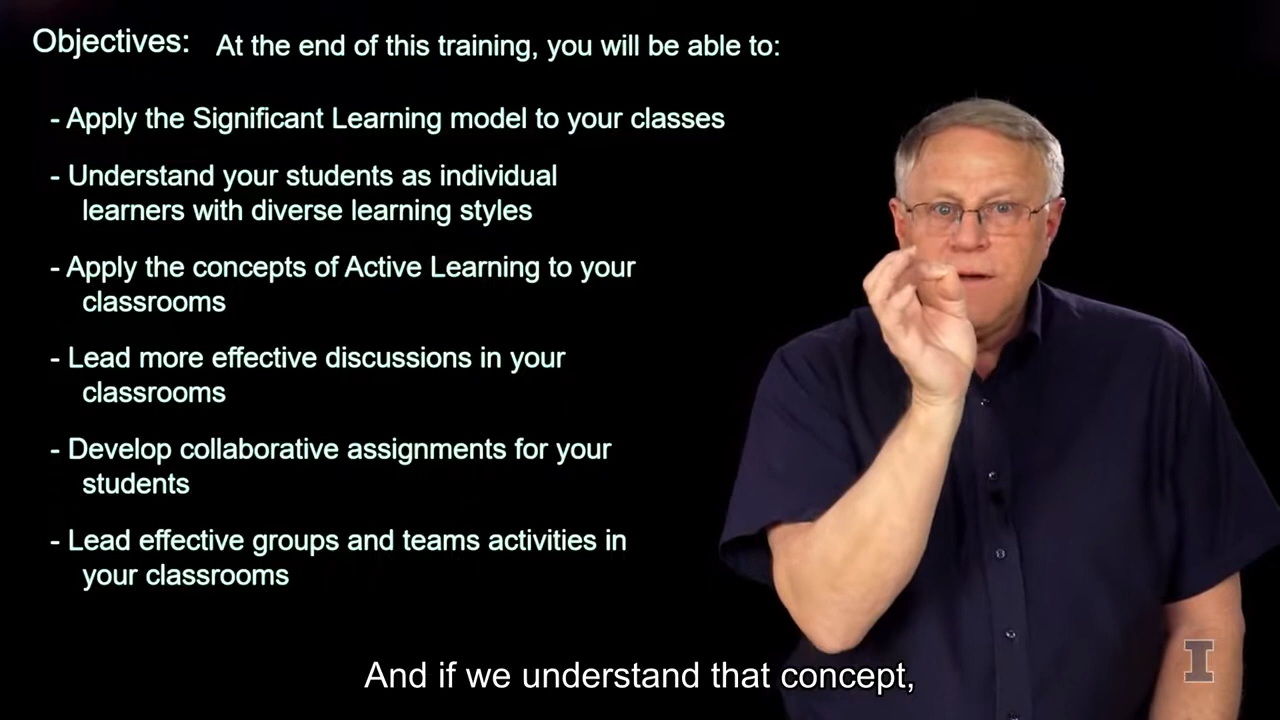 Objectives: At the end of this training, you will be able to:
- Apply the Significant Learning model to your classes
- Understand your students as individual
learners with diverse learning styles
- Apply the concepts of Active Learning to your
classrooms
- Lead more effective discussions in your
classrooms
- Develop collaborative assignments for your
students
- Lead effective groups and teams activities in
your classrooms
I
And if we understand that concept,